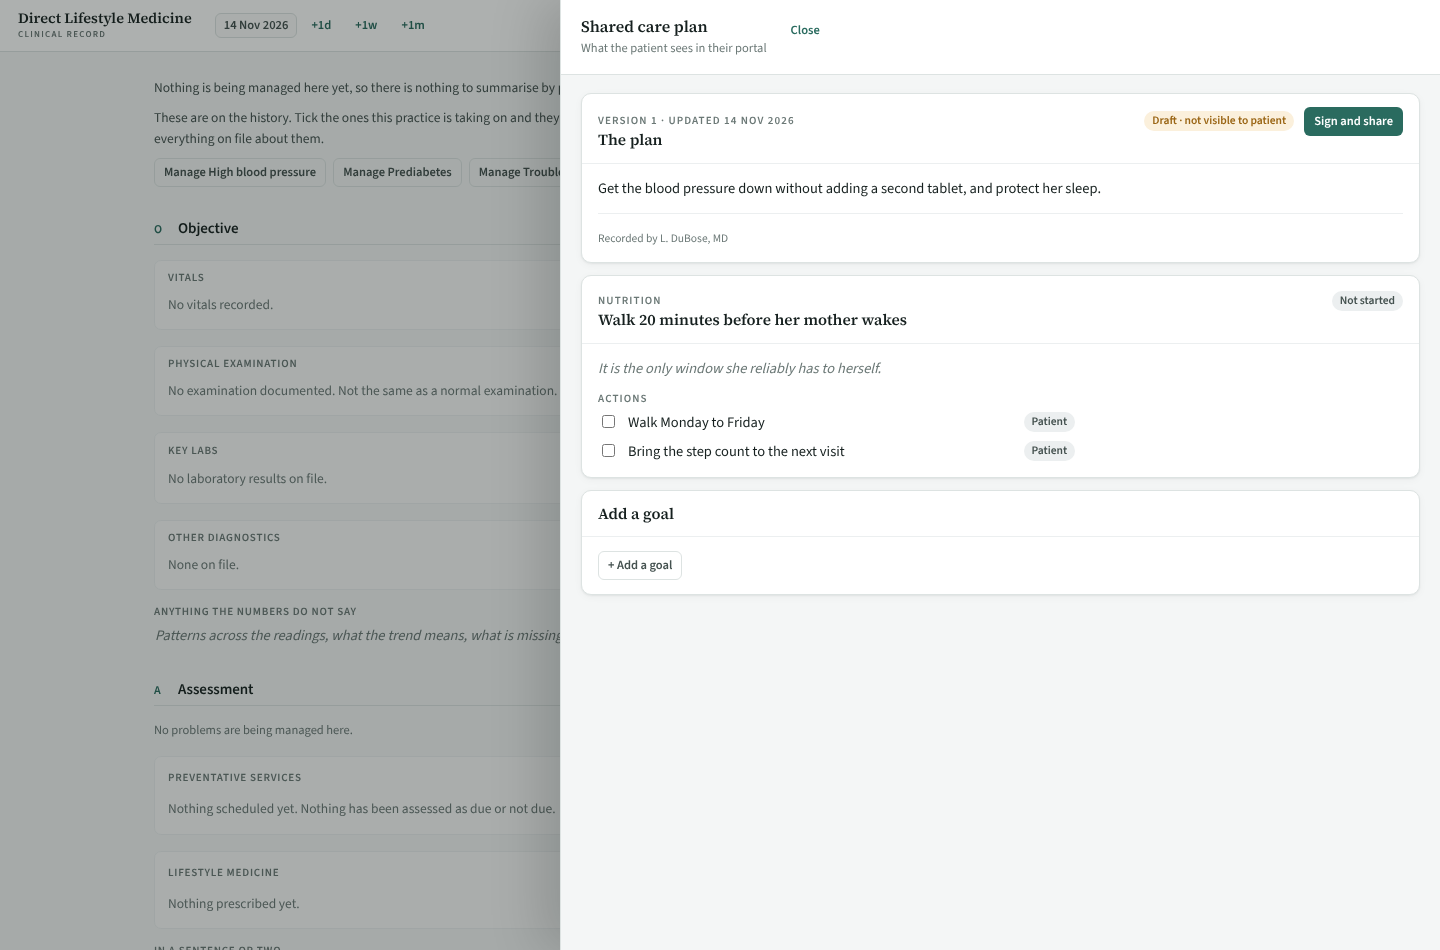 Direct Lifestyle Medicine
CLINICAL RECORD
14 Nov 2026
+1d
+1w
+1m
Nothing is being managed here yet, so there is nothing to summarise by
These are on the history. Tick the ones this practice is taking on and they
everything on file about them.
Manage High blood pressure
Manage Prediabetes
Manage
O Objective
VITALS
No vitals recorded.
PHYSICAL EXAMINATION
No examination documented. Not the same as a normal examination.
KEY LABS
No laboratory results on file.
OTHER DIAGNOSTICS
None on file.
ANYTHING THE NUMBERS DO NOT SAY
Patterns across the readings, what the trend means, what is missing
A Assessment
No problems are being managed here.
PREVENTATIVE SERVICES
Nothing scheduled yet. Nothing has been assessed as due or not due.
LIFESTYLE MEDICINE
Nothing prescribed yet.
IN A SENTENCE OR TWO
Shared care plan
What the patient sees in their portal
Close
VERSION 1 · UPDATED 14 NOV 2026
The plan
Draft · not visible to patient
Sign and share
Get the blood pressure down without adding a second tablet, and protect her sleep.
Recorded by L. DuBose, MD
NUTRITION
Walk 20 minutes before her mother wakes
Not started
It is the only window she reliably has to herself.
ACTIONS
Walk Monday to Friday
Patient
Bring the step count to the next visit
Patient
Add a goal
+ Add a goal